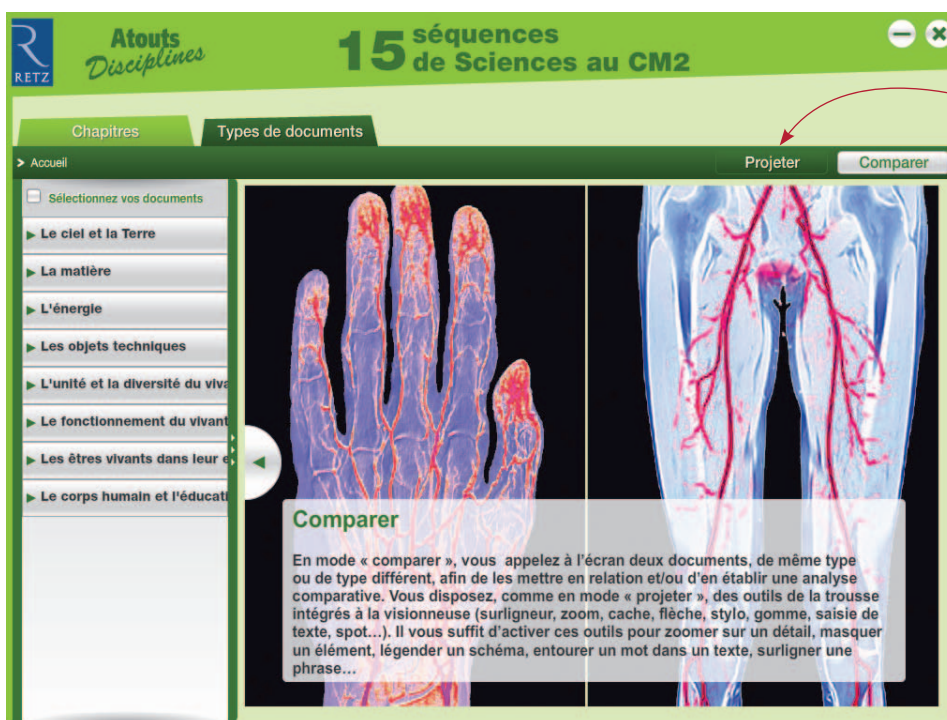 RETZ
Atouts
Disciplines
15 séquences
de Sciences au CM2
Chapitres
Types de documents
> Accueil
Projeter
Comparer
Sélectionnez vos documents
Le ciel et la Terre
La matière
L'énergie
Les objets techniques
L'unité et la diversité du viva
Le fonctionnement du vivant
Les êtres vivants dans leur e
Le corps humain et l'éducati
Comparer
En mode « comparer », vous appelez à l'écran deux documents, de même type
ou de type différent, afin de les mettre en relation et/ou d'en établir une analyse
comparative. Vous disposez, comme en mode « projeter », des outils de la trousse
intégrés à la visionneuse (surligneur, zoom, cache, flèche, stylo, gomme, saisie de
texte, spot…). Il vous suffit d'activer ces outils pour zoomer sur un détail, masquer
un élément, légender un schéma, entourer un mot dans un texte, surligner une
phrase…